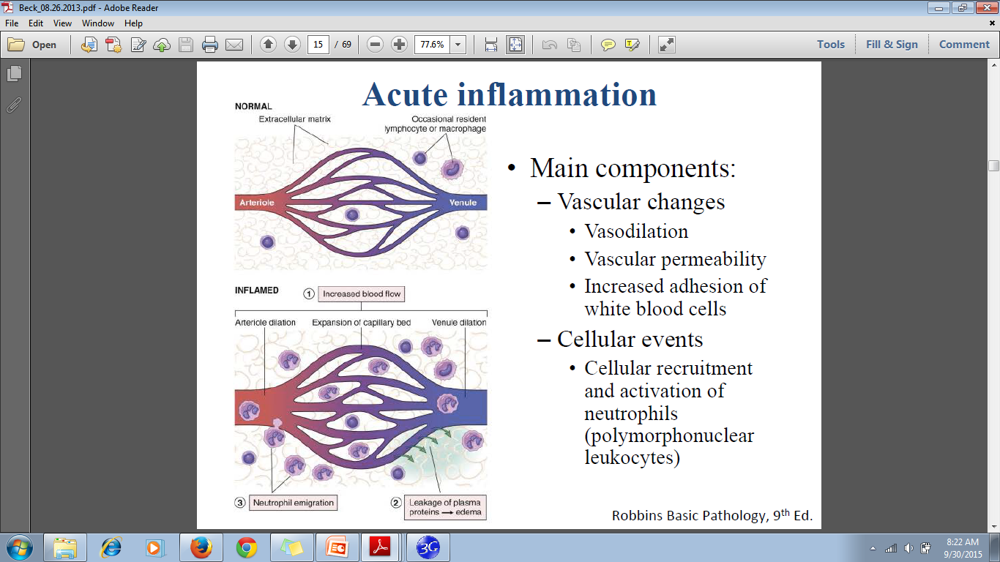 Beck_08.26.2013.pdf - Adobe Reader
File Edit View Window Help
Open 15 / 69 77.6% Tools Fill & Sign Comment
Acute inflammation
NORMAL
Extracellular matrix
Occasional resident
lymphocyte or macrophage
Arteriole
Venule
INFLAMED
1 Increased blood flow
Arteriole dilation
Expansion of capillary bed
Venule dilation
3 Neutrophil emigration
2 Leakage of plasma
proteins → edema
• Main components:
– Vascular changes
• Vasodilation
• Vascular permeability
• Increased adhesion of
white blood cells
– Cellular events
• Cellular recruitment
and activation of
neutrophils
(polymorphonuclear
leukocytes)
Robbins Basic Pathology, 9th Ed.
3G
8:22 AM
9/30/2015